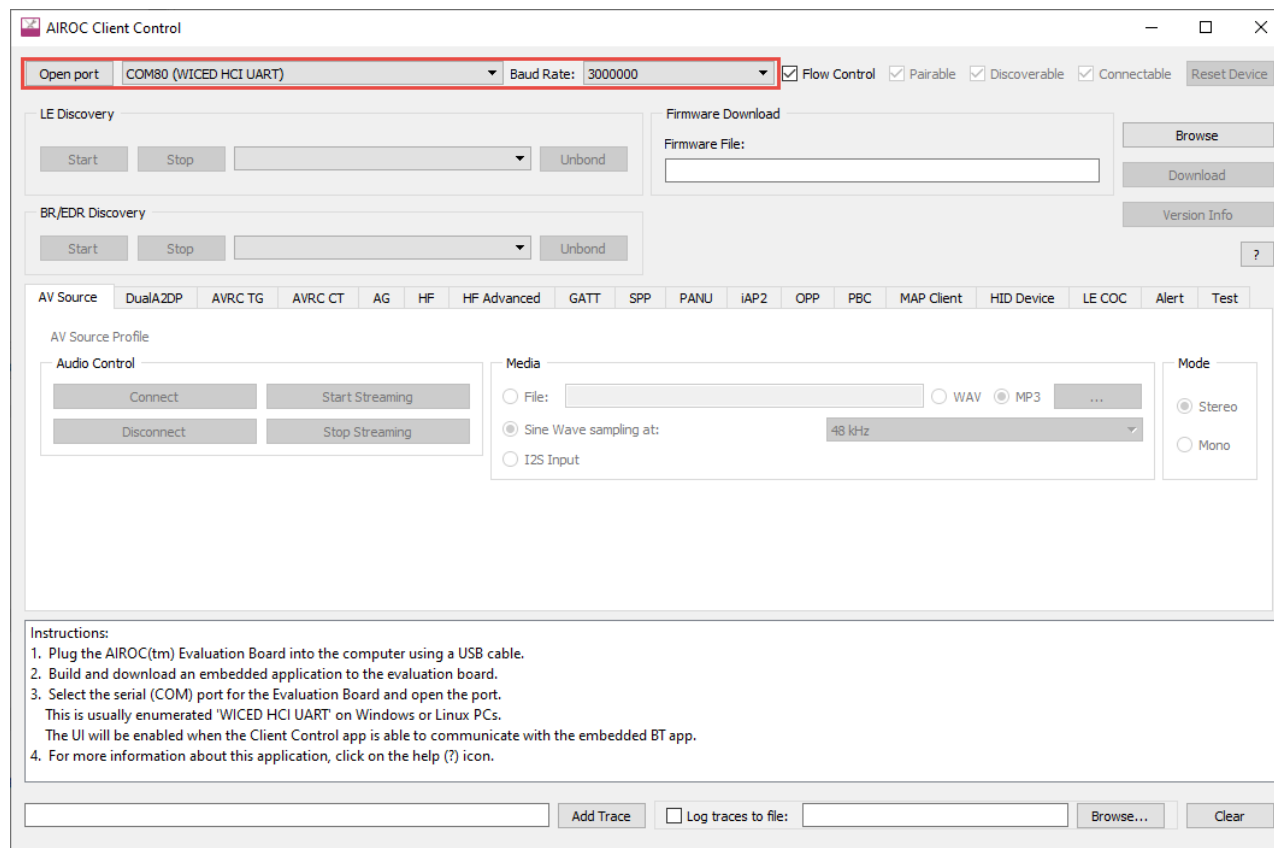 AIROC Client Control
Open port COM80 (WICED HCI UART) Baud Rate: 3000000 Flow Control Pairable Discoverable Connectable Reset Device
LE Discovery
Start Stop Unbond
Firmware Download
Firmware File:
Browse
Download
Version Info
BR/EDR Discovery
Start Stop Unbond
?
AV Source DualA2DP AVRC TG AVRC CT AG HF HF Advanced GATT SPP PANU iAP2 OPP PBC MAP Client HID Device LE COC Alert Test
AV Source Profile
Audio Control
Connect Start Streaming
Disconnect Stop Streaming
Media
File: WAV MP3 ...
Sine Wave sampling at: 48 kHz
I2S Input
Mode
Stereo
Mono
Instructions:
1. Plug the AIROC(tm) Evaluation Board into the computer using a USB cable.
2. Build and download an embedded application to the evaluation board.
3. Select the serial (COM) port for the Evaluation Board and open the port.
This is usually enumerated 'WICED HCI UART' on Windows or Linux PCs.
The UI will be enabled when the Client Control app is able to communicate with the embedded BT app.
4. For more information about this application, click on the help (?) icon.
Add Trace Log traces to file: Browse... Clear